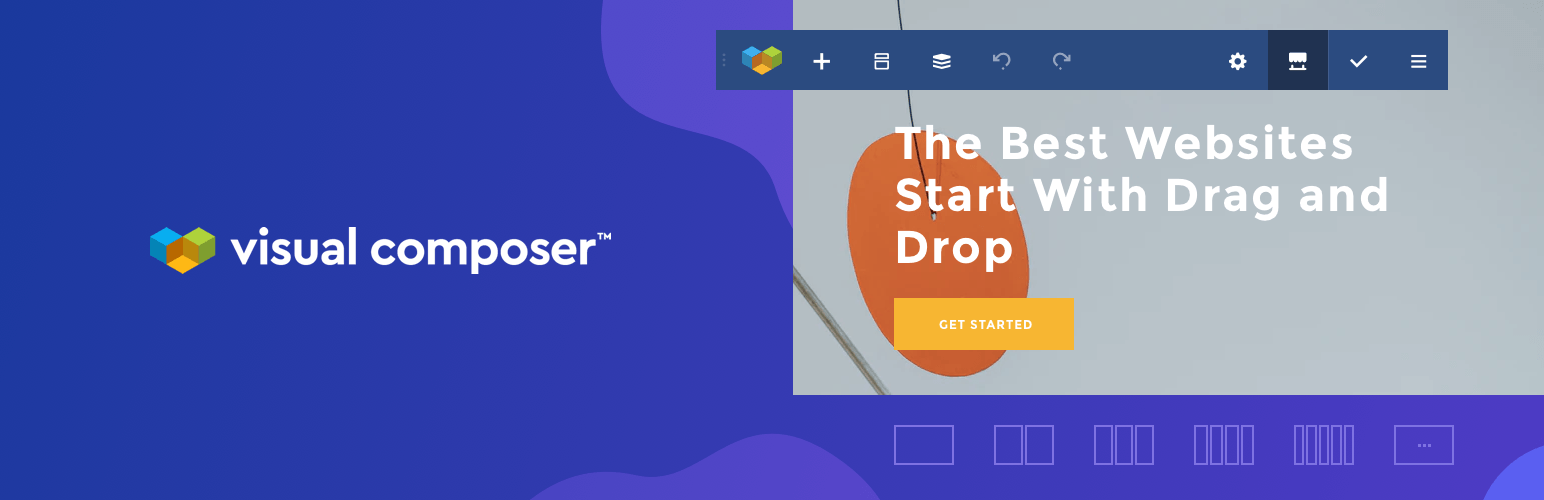 visual composer™
The Best Websites
Start With Drag and
Drop
GET STARTED